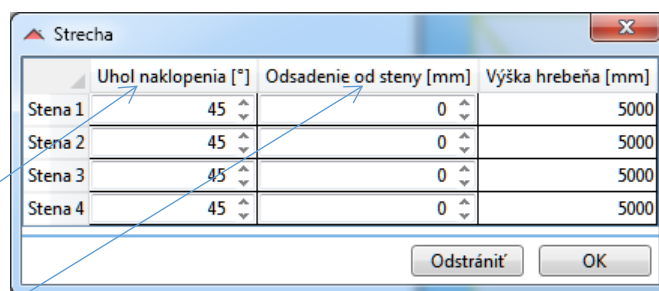 Strecha
Uhol naklopenia [°] Odsadenie od steny [mm] Výška hrebeňa [mm]
Stena 1 45 0 5000
Stena 2 45 0 5000
Stena 3 45 0 5000
Stena 4 45 0 5000
Odstrániť OK